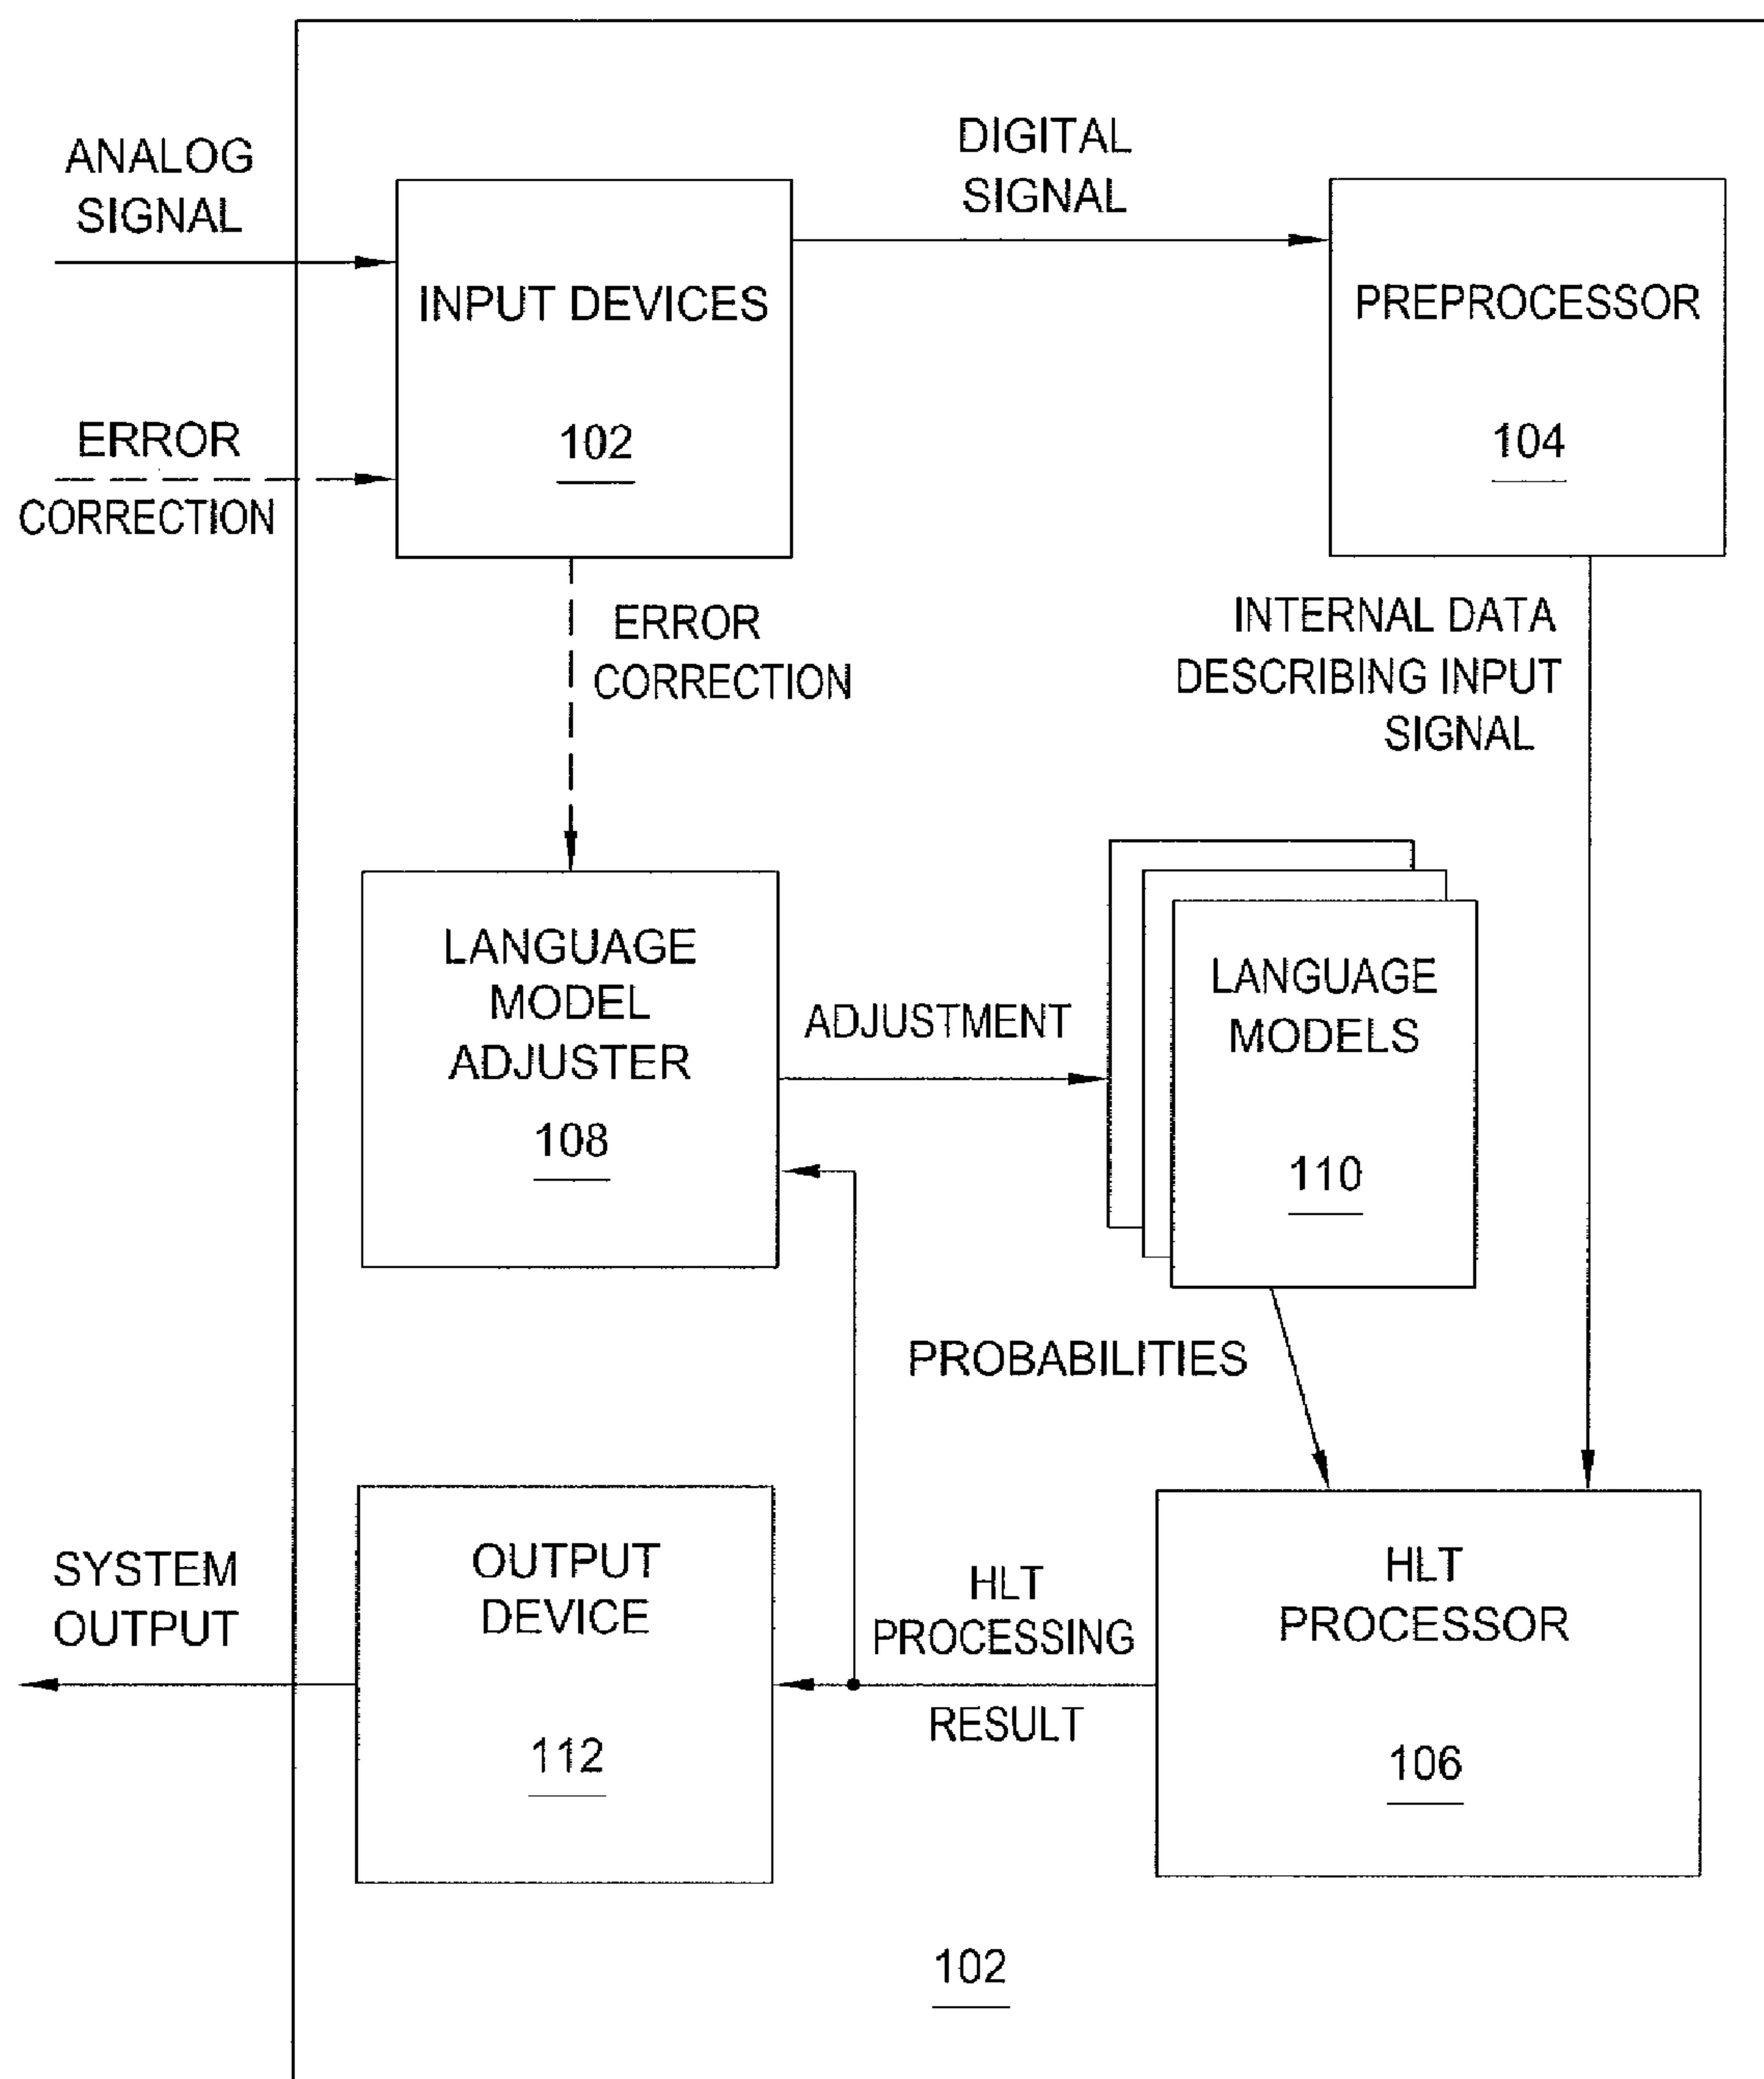 ANALOG
SIGNAL
DIGITAL
SIGNAL
INPUT DEVICES
102
PREPROCESSOR
104
ERROR
CORRECTION
ERROR
CORRECTION
INTERNAL DATA
DESCRIBING INPUT
SIGNAL
LANGUAGE
MODEL
ADJUSTER
108
ADJUSTMENT
LANGUAGE
MODELS
110
PROBABILITIES
SYSTEM
OUTPUT
OUTPUT
DEVICE
112
HLT
PROCESSING
RESULT
HLT
PROCESSOR
106
102